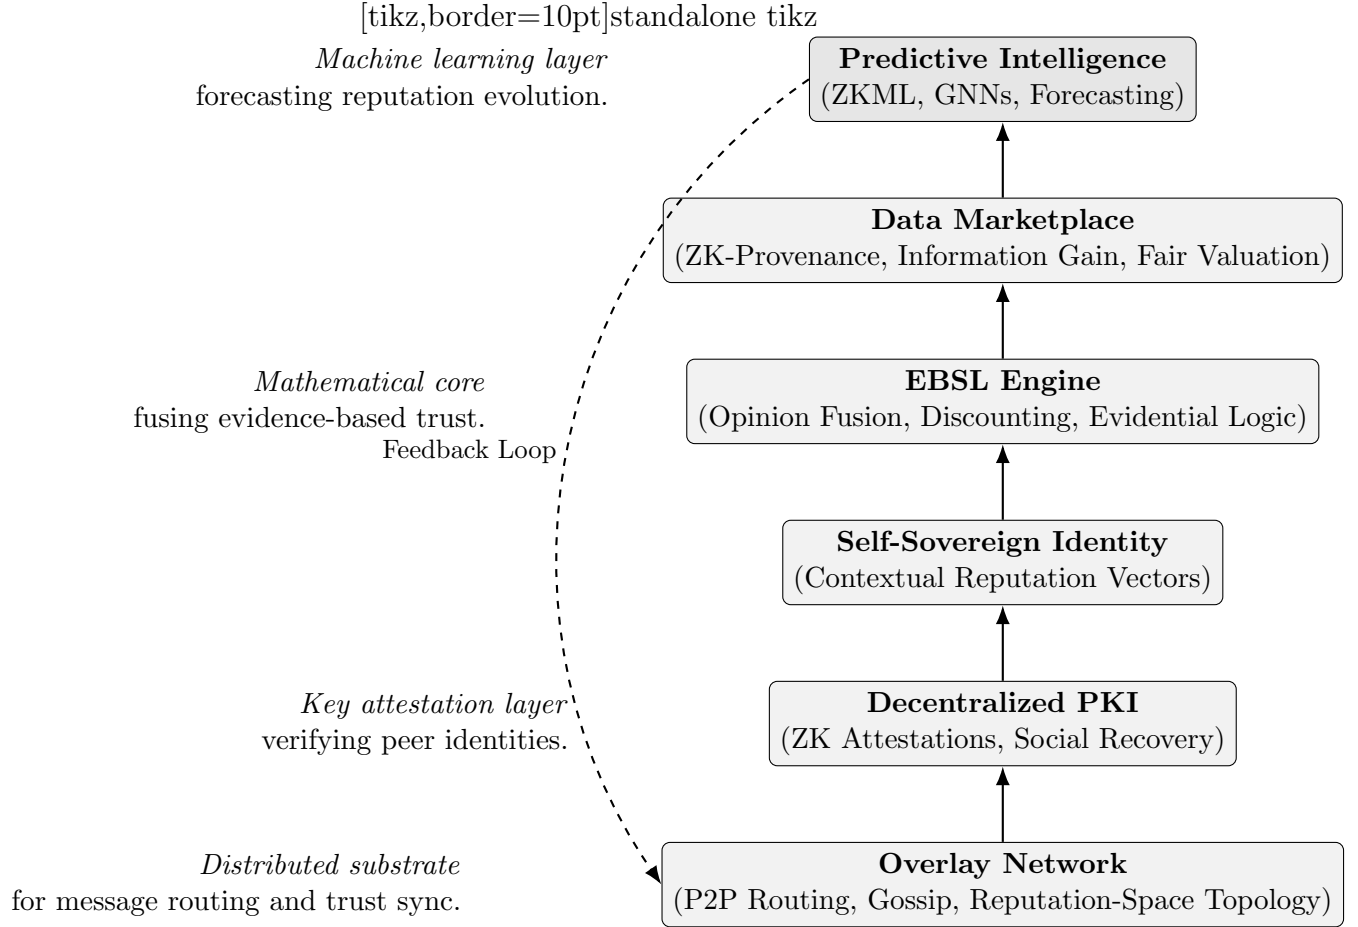 [tikz,border=10pt]standalone tikz
Machine learning layer
forecasting reputation evolution.
Predictive Intelligence
(ZKML, GNNs, Forecasting)
Data Marketplace
(ZK-Provenance, Information Gain, Fair Valuation)
Mathematical core
fusing evidence-based trust.
Feedback Loop
EBSL Engine
(Opinion Fusion, Discounting, Evidential Logic)
Self-Sovereign Identity
(Contextual Reputation Vectors)
Key attestation layer
verifying peer identities.
Decentralized PKI
(ZK Attestations, Social Recovery)
Distributed substrate
for message routing and trust sync.
Overlay Network
(P2P Routing, Gossip, Reputation-Space Topology)